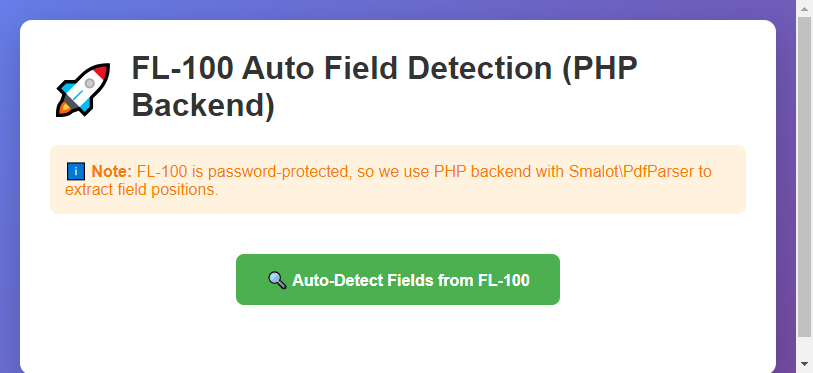 FL-100 Auto Field Detection (PHP
Backend)
ℹ️ Note: FL-100 is password-protected, so we use PHP backend with Smalot\PdfParser to
extract field positions.
🔍 Auto-Detect Fields from FL-100